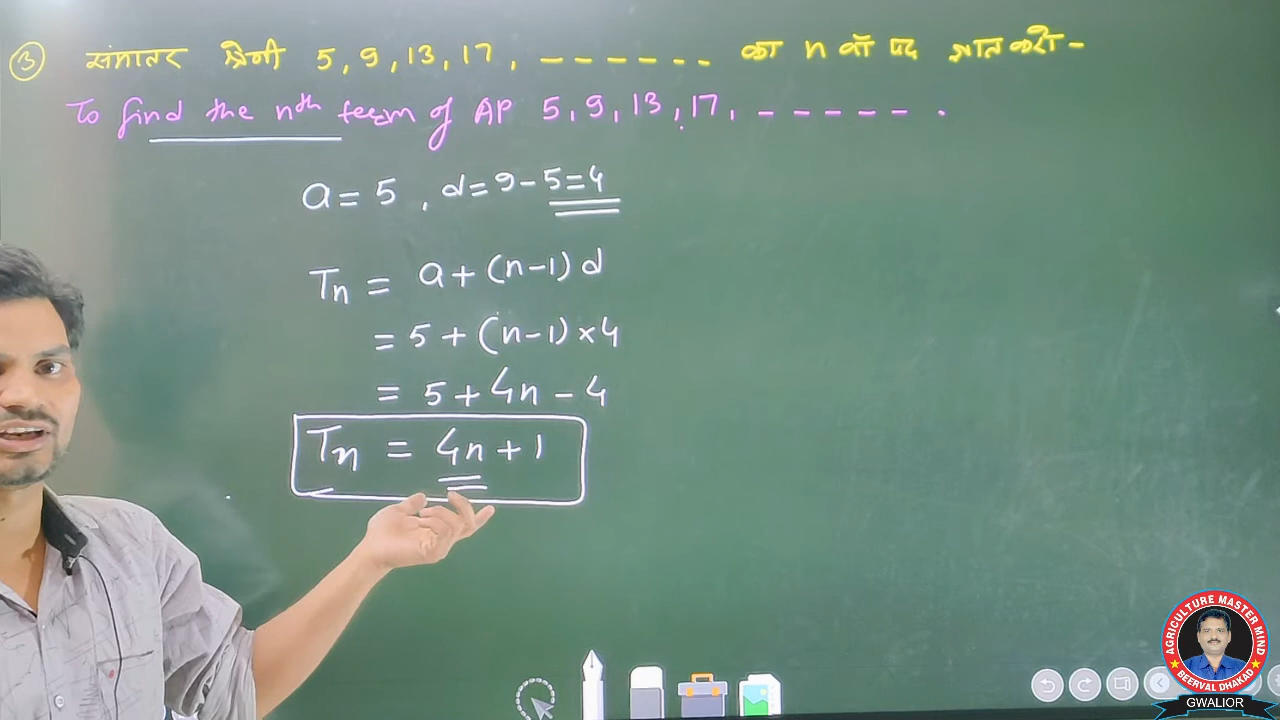 ③ समान्तर श्रेणी 5, 9, 13, 17, ------ का n वाँ पद ज्ञात करो -
To find the nth term of AP 5, 9, 13, 17, ----- .
a = 5 , d = 9 - 5 = 4
Tn = a + (n-1) d
= 5 + (n-1) × 4
= 5 + 4n - 4
Tn = 4n + 1
AGRICULTURE MASTER MIND
BEERVAL DHAKAD
GWALIOR